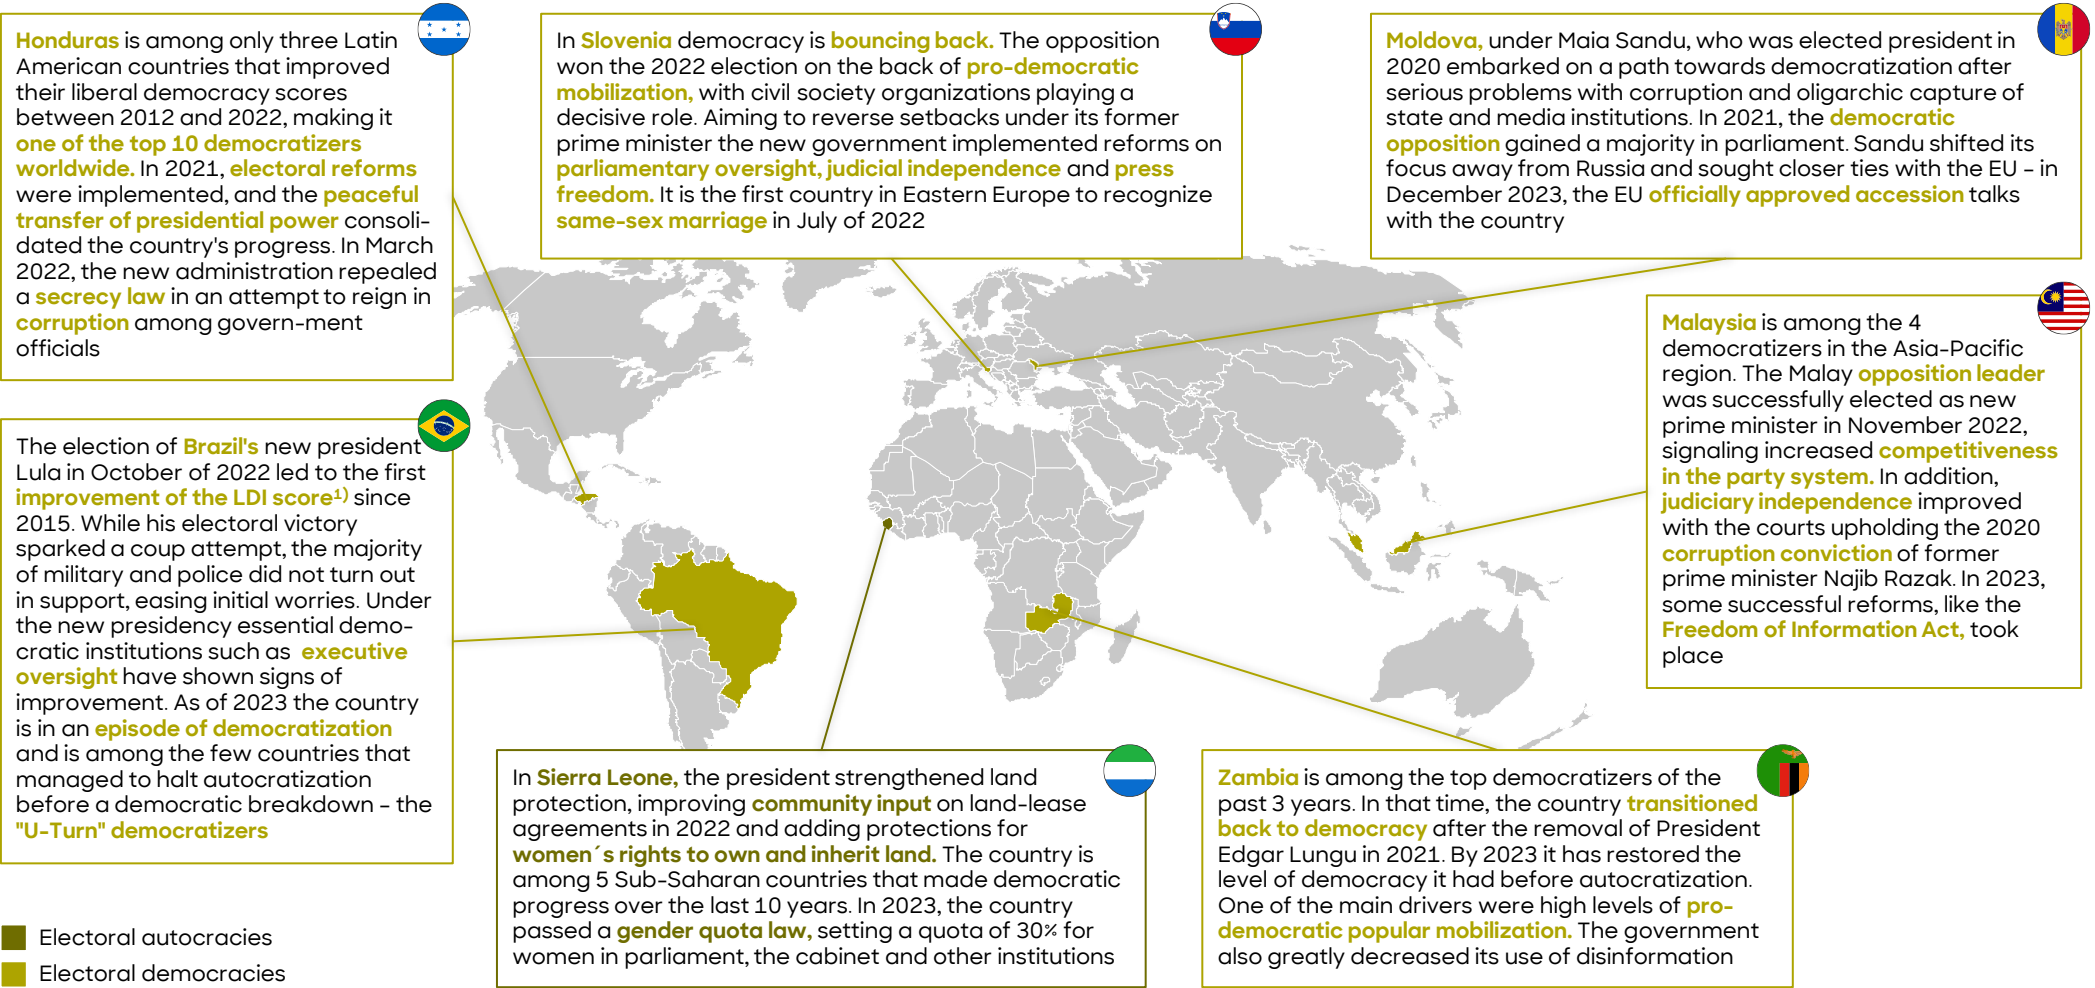 Honduras is among only three Latin
American countries that improved
their liberal democracy scores
between 2012 and 2022, making it
one of the top 10 democratizers
worldwide. In 2021, electoral reforms
were implemented, and the peaceful
transfer of presidential power consoli-
dated the country's progress. In March
2022, the new administration repealed
a secrecy law in an attempt to reign in
corruption among govern-ment
officials
In Slovenia democracy is bouncing back. The opposition
won the 2022 election on the back of pro-democratic
mobilization, with civil society organizations playing a
decisive role. Aiming to reverse setbacks under its former
prime minister the new government implemented reforms on
parliamentary oversight, judicial independence and press
freedom. It is the first country in Eastern Europe to recognize
same-sex marriage in July of 2022
Moldova, under Maia Sandu, who was elected president in
2020 embarked on a path towards democratization after
serious problems with corruption and oligarchic capture of
state and media institutions. In 2021, the democratic
opposition gained a majority in parliament. Sandu shifted its
focus away from Russia and sought closer ties with the EU – in
December 2023, the EU officially approved accession talks
with the country
Malaysia is among the 4
democratizers in the Asia-Pacific
region. The Malay opposition leader
was successfully elected as new
prime minister in November 2022,
signaling increased competitiveness
in the party system. In addition,
judiciary independence improved
with the courts upholding the 2020
corruption conviction of former
prime minister Najib Razak. In 2023,
some successful reforms, like the
Freedom of Information Act, took
place
The election of Brazil's new president
Lula in October of 2022 led to the first
improvement of the LDI score¹⁾ since
2015. While his electoral victory
sparked a coup attempt, the majority
of military and police did not turn out
in support, easing initial worries. Under
the new presidency essential demo-
cratic institutions such as executive
oversight have shown signs of
improvement. As of 2023 the country
is in an episode of democratization
and is among the few countries that
managed to halt autocratization
before a democratic breakdown – the
"U-Turn" democratizers
In Sierra Leone, the president strengthened land
protection, improving community input on land-lease
agreements in 2022 and adding protections for
women´s rights to own and inherit land. The country is
among 5 Sub-Saharan countries that made democratic
progress over the last 10 years. In 2023, the country
passed a gender quota law, setting a quota of 30% for
women in parliament, the cabinet and other institutions
Zambia is among the top democratizers of the
past 3 years. In that time, the country transitioned
back to democracy after the removal of President
Edgar Lungu in 2021. By 2023 it has restored the
level of democracy it had before autocratization.
One of the main drivers were high levels of pro-
democratic popular mobilization. The government
also greatly decreased its use of disinformation
Electoral autocracies
Electoral democracies